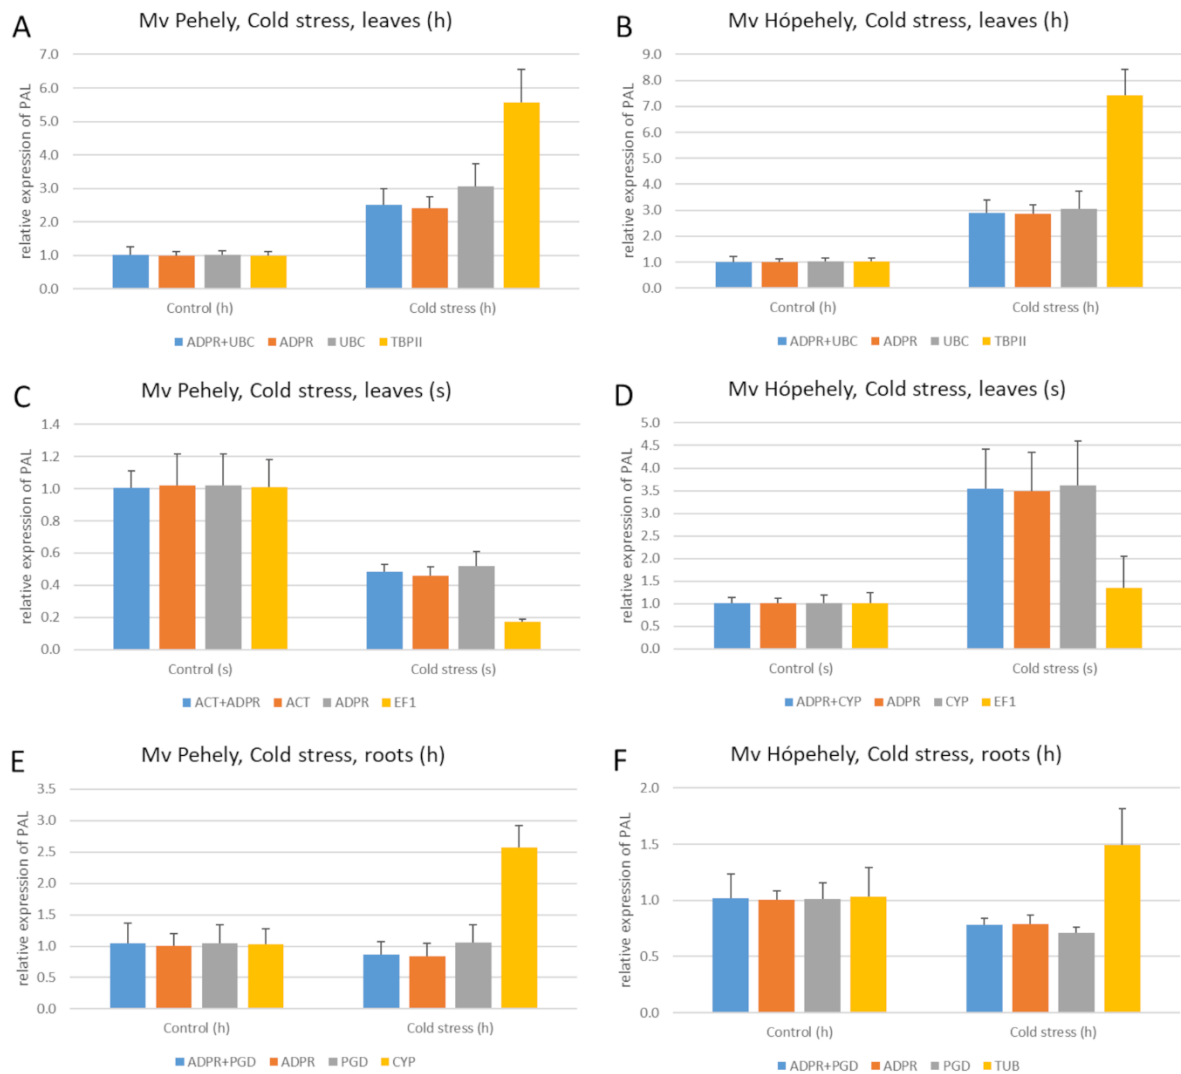 A
Mv Pehely, Cold stress, leaves (h)
relative expression of PAL
7.0
6.0
5.0
4.0
3.0
2.0
1.0
0.0
Control (h)
Cold stress (h)
ADPR+UBC ADPR UBC TBPII
B
Mv Hópehely, Cold stress, leaves (h)
relative expression of PAL
9.0
8.0
7.0
6.0
5.0
4.0
3.0
2.0
1.0
0.0
Control (h)
Cold stress (h)
ADPR+UBC ADPR UBC TBPII
C
Mv Pehely, Cold stress, leaves (s)
relative expression of PAL
1.4
1.2
1.0
0.8
0.6
0.4
0.2
0.0
Control (s)
Cold stress (s)
ACT+ADPR ACT ADPR EF1
D
Mv Hópehely, Cold stress, leaves (s)
relative expression of PAL
5.0
4.5
4.0
3.5
3.0
2.5
2.0
1.5
1.0
0.5
0.0
Control (s)
Cold stress (s)
ADPR+CYP ADPR CYP EF1
E
Mv Pehely, Cold stress, roots (h)
relative expression of PAL
3.5
3.0
2.5
2.0
1.5
1.0
0.5
0.0
Control (h)
Cold stress (h)
ADPR+PGD ADPR PGD CYP
F
Mv Hópehely, Cold stress, roots (h)
relative expression of PAL
2.0
1.5
1.0
0.5
0.0
Control (h)
Cold stress (h)
ADPR+PGD ADPR PGD TUB